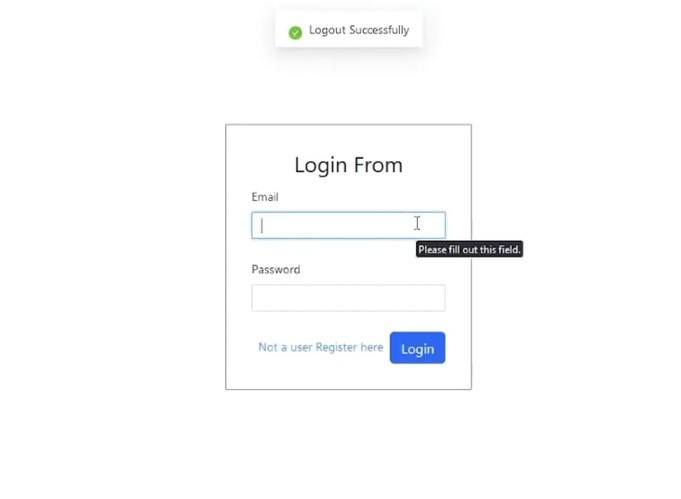 Logout Successfully
Login From
Email
Please fill out this field.
Password
Not a user Register here
Login